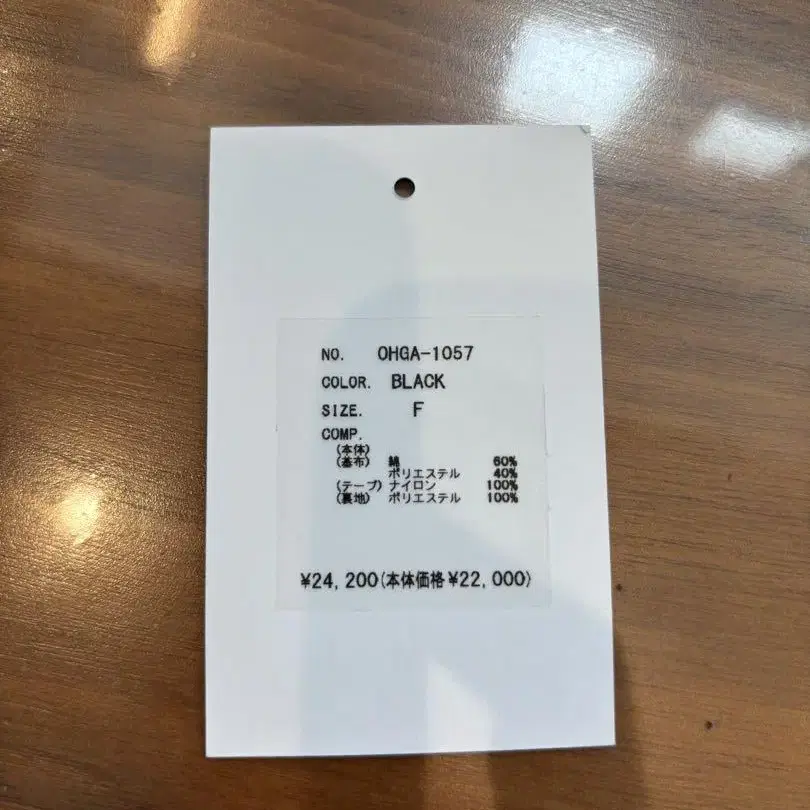 NO. OHGA-1057
COLOR. BLACK
SIZE. F
COMP.
(本体)
(基布) 綿 60%
ポリエステル 40%
(テープ) ナイロン 100%
(裏地) ポリエステル 100%
¥24,200(本体価格¥22,000)